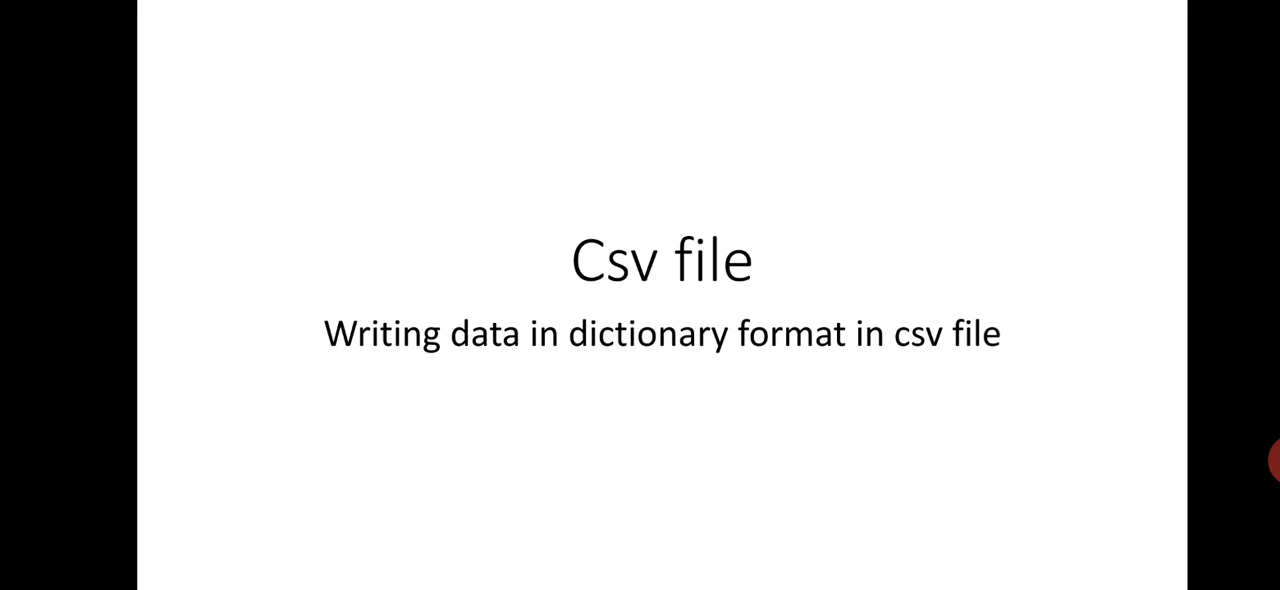 Csv file
Writing data in dictionary format in csv file